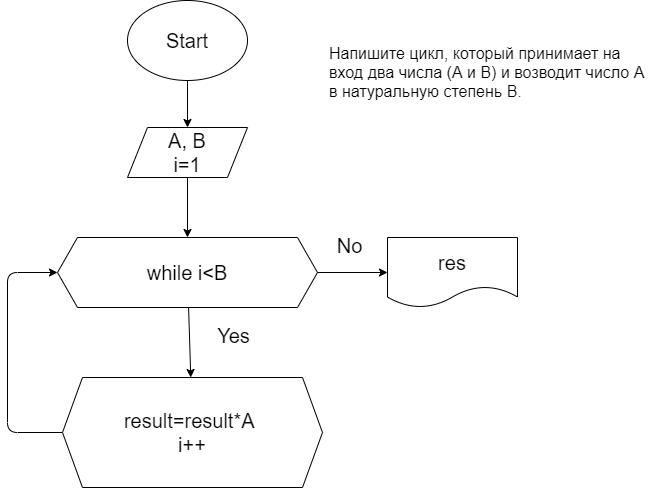 Start
Напишите цикл, который принимает на
вход два числа (А и В) и возводит число А
в натуральную степень В.
A, B
i=1
while i<B
No
res
Yes
result=result*A
i++